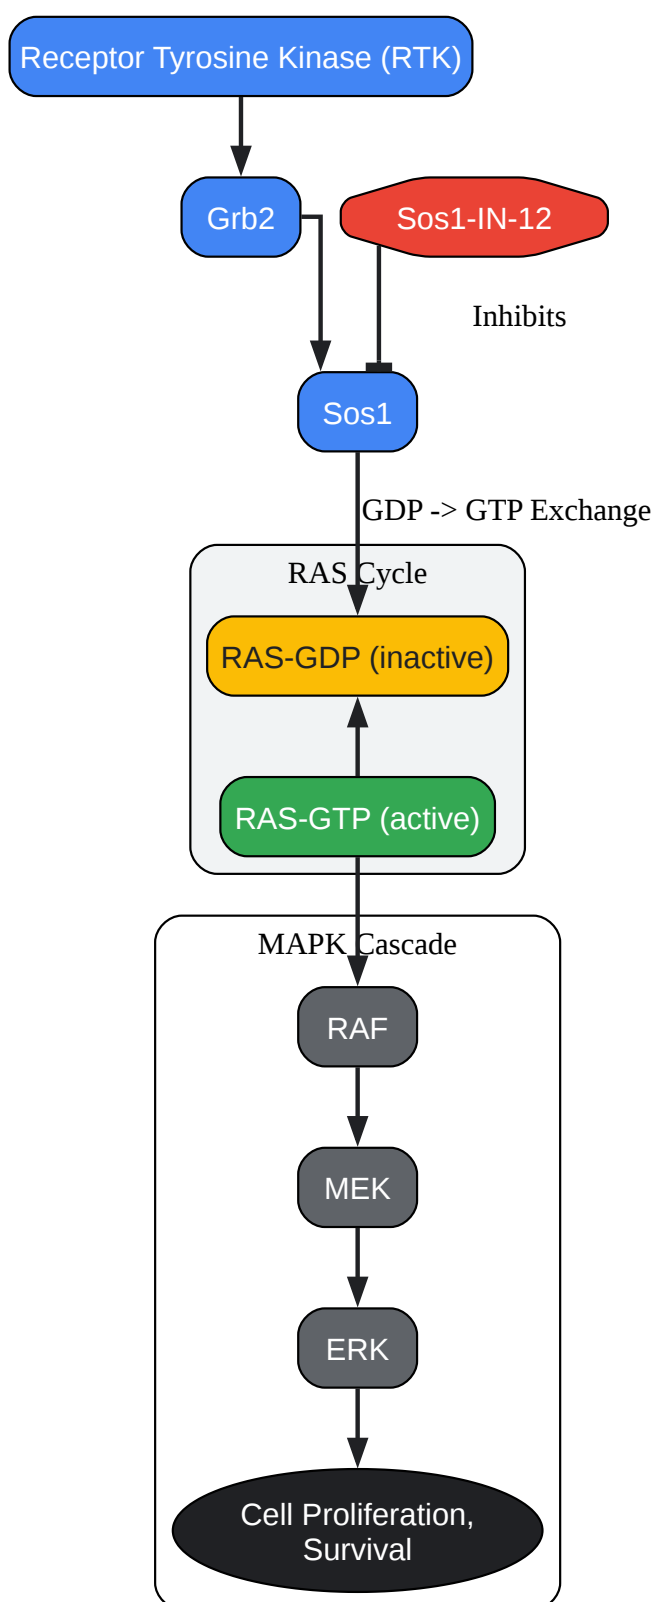 Receptor Tyrosine Kinase (RTK)
Grb2
Sos1-IN-12
Inhibits
Sos1
GDP -> GTP Exchange
RAS Cycle
RAS-GDP (inactive)
RAS-GTP (active)
MAPK Cascade
RAF
MEK
ERK
Cell Proliferation,
Survival